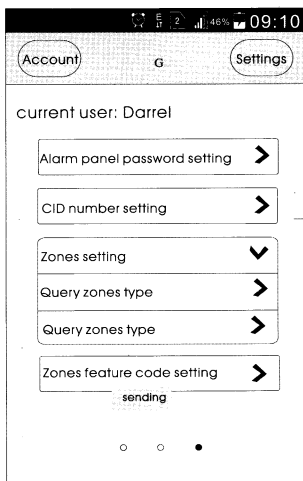 E 2 46% 09:10
Account G Settings
current user: Darrel
Alarm panel password setting
CID number setting
Zones setting
Query zones type
Query zones type
Zones feature code setting
sending